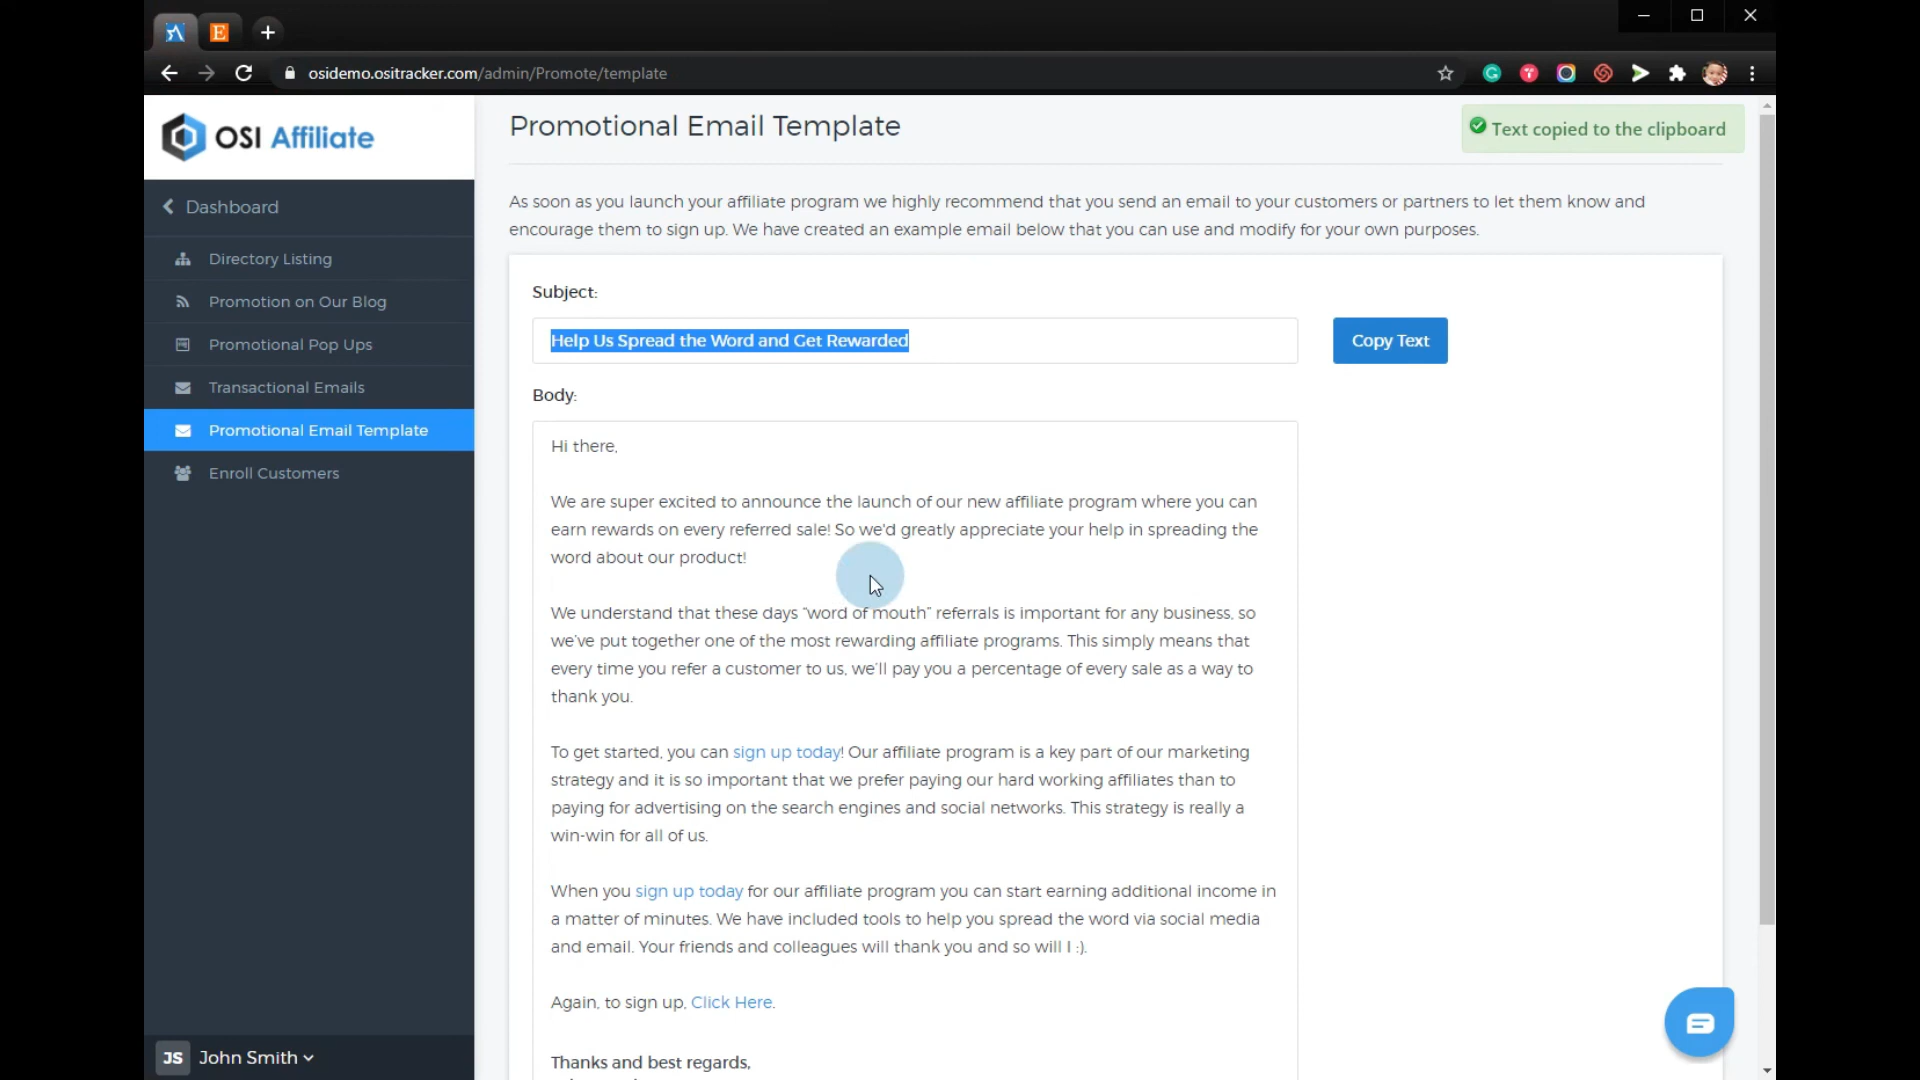 E
osidemo.ositracker.com/admin/Promote/template
OSI Affiliate
Promotional Email Template
Text copied to the clipboard
Dashboard
As soon as you launch your affiliate program we highly recommend that you send an email to your customers or partners to let them know and
encourage them to sign up. We have created an example email below that you can use and modify for your own purposes.
Directory Listing
Promotion on Our Blog
Promotional Pop Ups
Transactional Emails
Promotional Email Template
Enroll Customers
Subject:
Help Us Spread the Word and Get Rewarded
Copy Text
Body:
Hi there,
We are super excited to announce the launch of our new affiliate program where you can
earn rewards on every referred sale! So we'd greatly appreciate your help in spreading the
word about our product!
We understand that these days “word of mouth” referrals is important for any business, so
we’ve put together one of the most rewarding affiliate programs. This simply means that
every time you refer a customer to us, we’ll pay you a percentage of every sale as a way to
thank you.
To get started, you can sign up today! Our affiliate program is a key part of our marketing
strategy and it is so important that we prefer paying our hard working affiliates than to
paying for advertising on the search engines and social networks. This strategy is really a
win-win for all of us.
When you sign up today for our affiliate program you can start earning additional income in
a matter of minutes. We have included tools to help you spread the word via social media
and email. Your friends and colleagues will thank you and so will I :).
Again, to sign up, Click Here.
Thanks and best regards,
JS John Smith